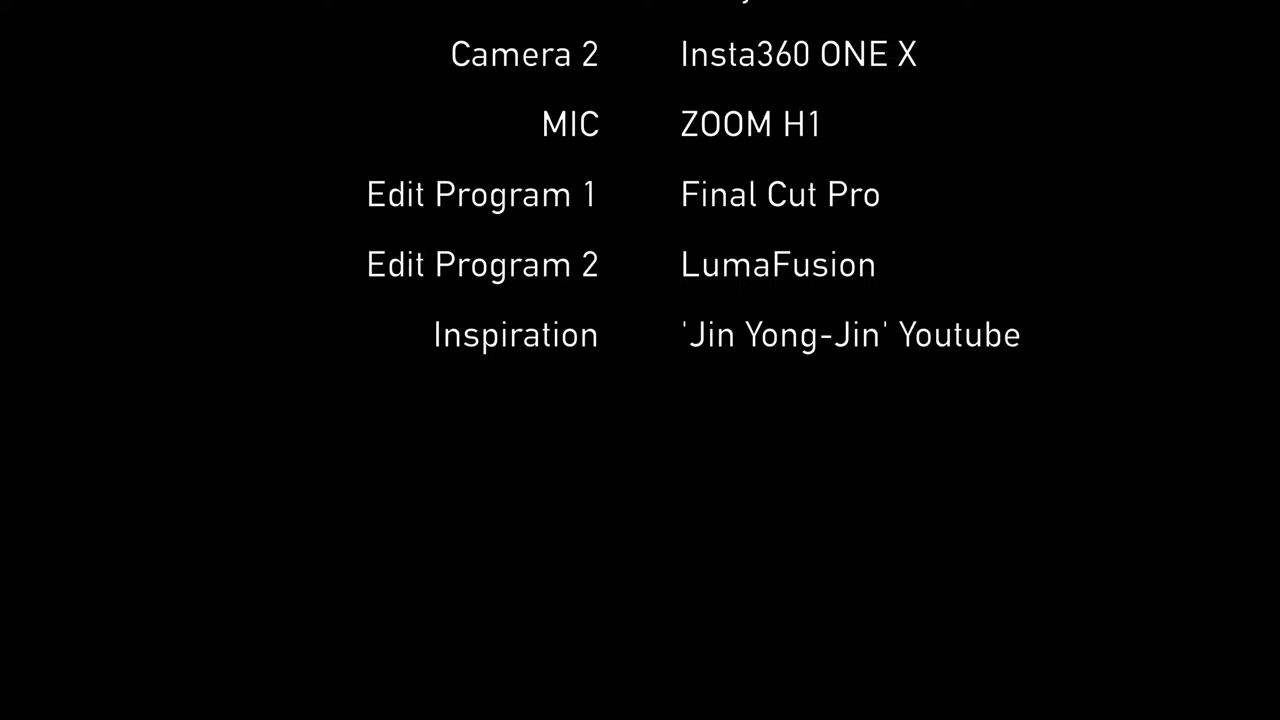 Camera 2 Insta360 ONE X
MIC ZOOM H1
Edit Program 1 Final Cut Pro
Edit Program 2 LumaFusion
Inspiration 'Jin Yong-Jin' Youtube